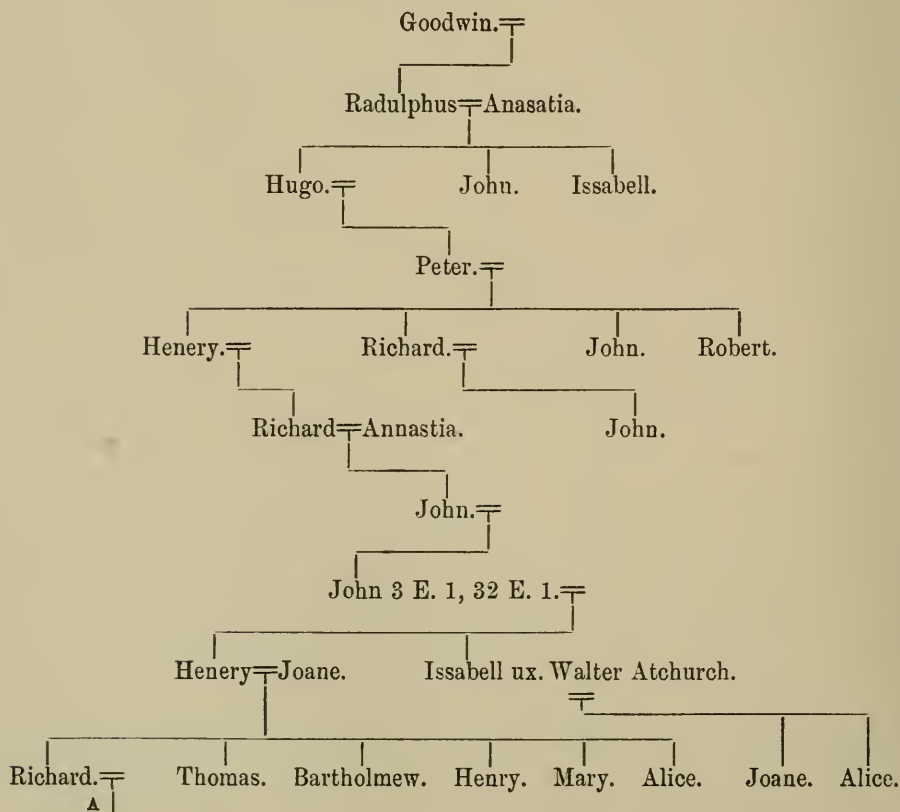 Goodwin.
Radulphus Anasatia.
Hugo. John. Issabell.
Peter.
Henery. Richard. John. Robert.
Richard Annastia. John.
John.
John 3 E. 1, 32 E. 1.
Henery Joane. Issabell ux. Walter Atchurch.
Richard. Thomas. Bartholmew. Henry. Mary. Alice. Joane. Alice.
A